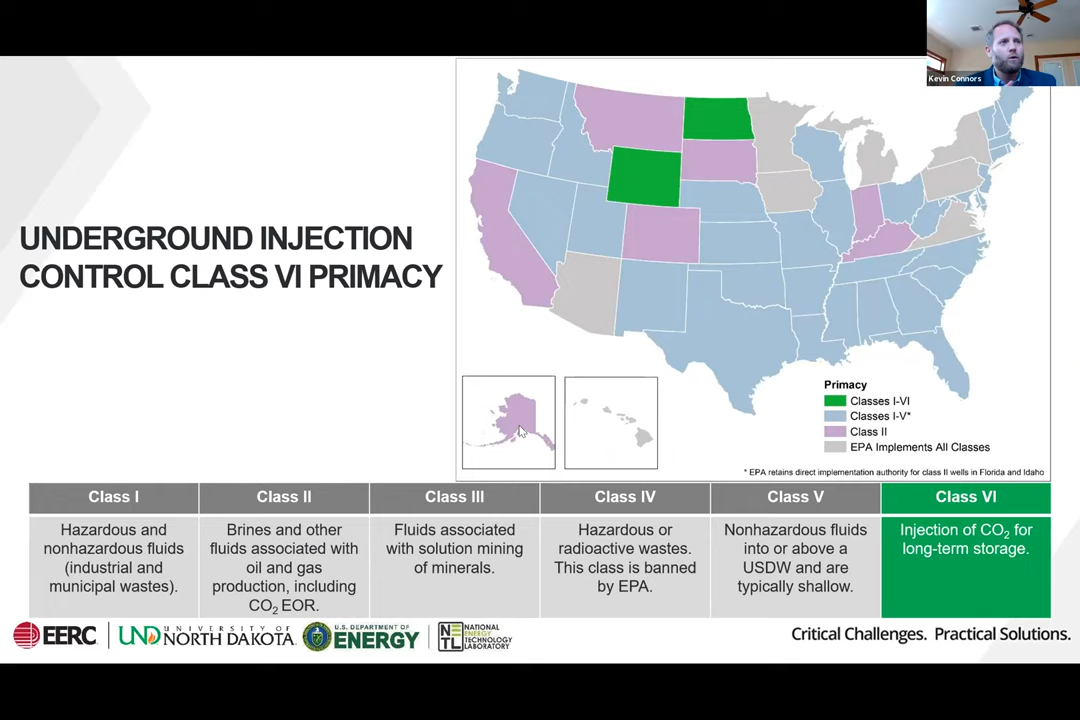 Kevin Connors
UNDERGROUND INJECTION
CONTROL CLASS VI PRIMACY
Primacy
Classes I-VI
Classes I-V*
Class II
EPA Implements All Classes
* EPA retains direct implementation authority for class II wells in Florida and Idaho
Class I
Hazardous and
nonhazardous fluids
(industrial and
municipal wastes).
Class II
Brines and other
fluids associated with
oil and gas
production, including
CO₂ EOR.
Class III
Fluids associated
with solution mining
of minerals.
Class IV
Hazardous or
radioactive wastes.
This class is banned
by EPA.
Class V
Nonhazardous fluids
into or above a
USDW and are
typically shallow.
Class VI
Injection of CO₂ for
long-term storage.
EERC
UND
UNIVERSITY OF
NORTH DAKOTA
U.S. DEPARTMENT OF
ENERGY
NETL
NATIONAL
ENERGY
TECHNOLOGY
LABORATORY
Critical Challenges. Practical Solutions.